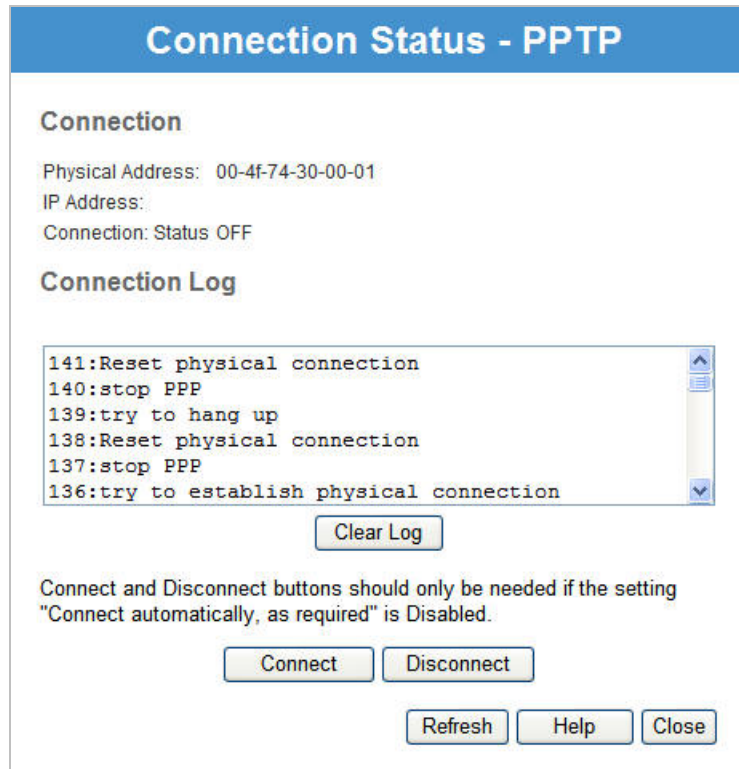 Connection Status - PPTP
Connection
Physical Address: 00-4f-74-30-00-01
IP Address:
Connection: Status OFF
Connection Log
141:Reset physical connection
140:stop PPP
139:try to hang up
138:Reset physical connection
137:stop PPP
136:try to establish physical connection
Clear Log
Connect and Disconnect buttons should only be needed if the setting
"Connect automatically, as required" is Disabled.
Connect Disconnect
Refresh Help Close